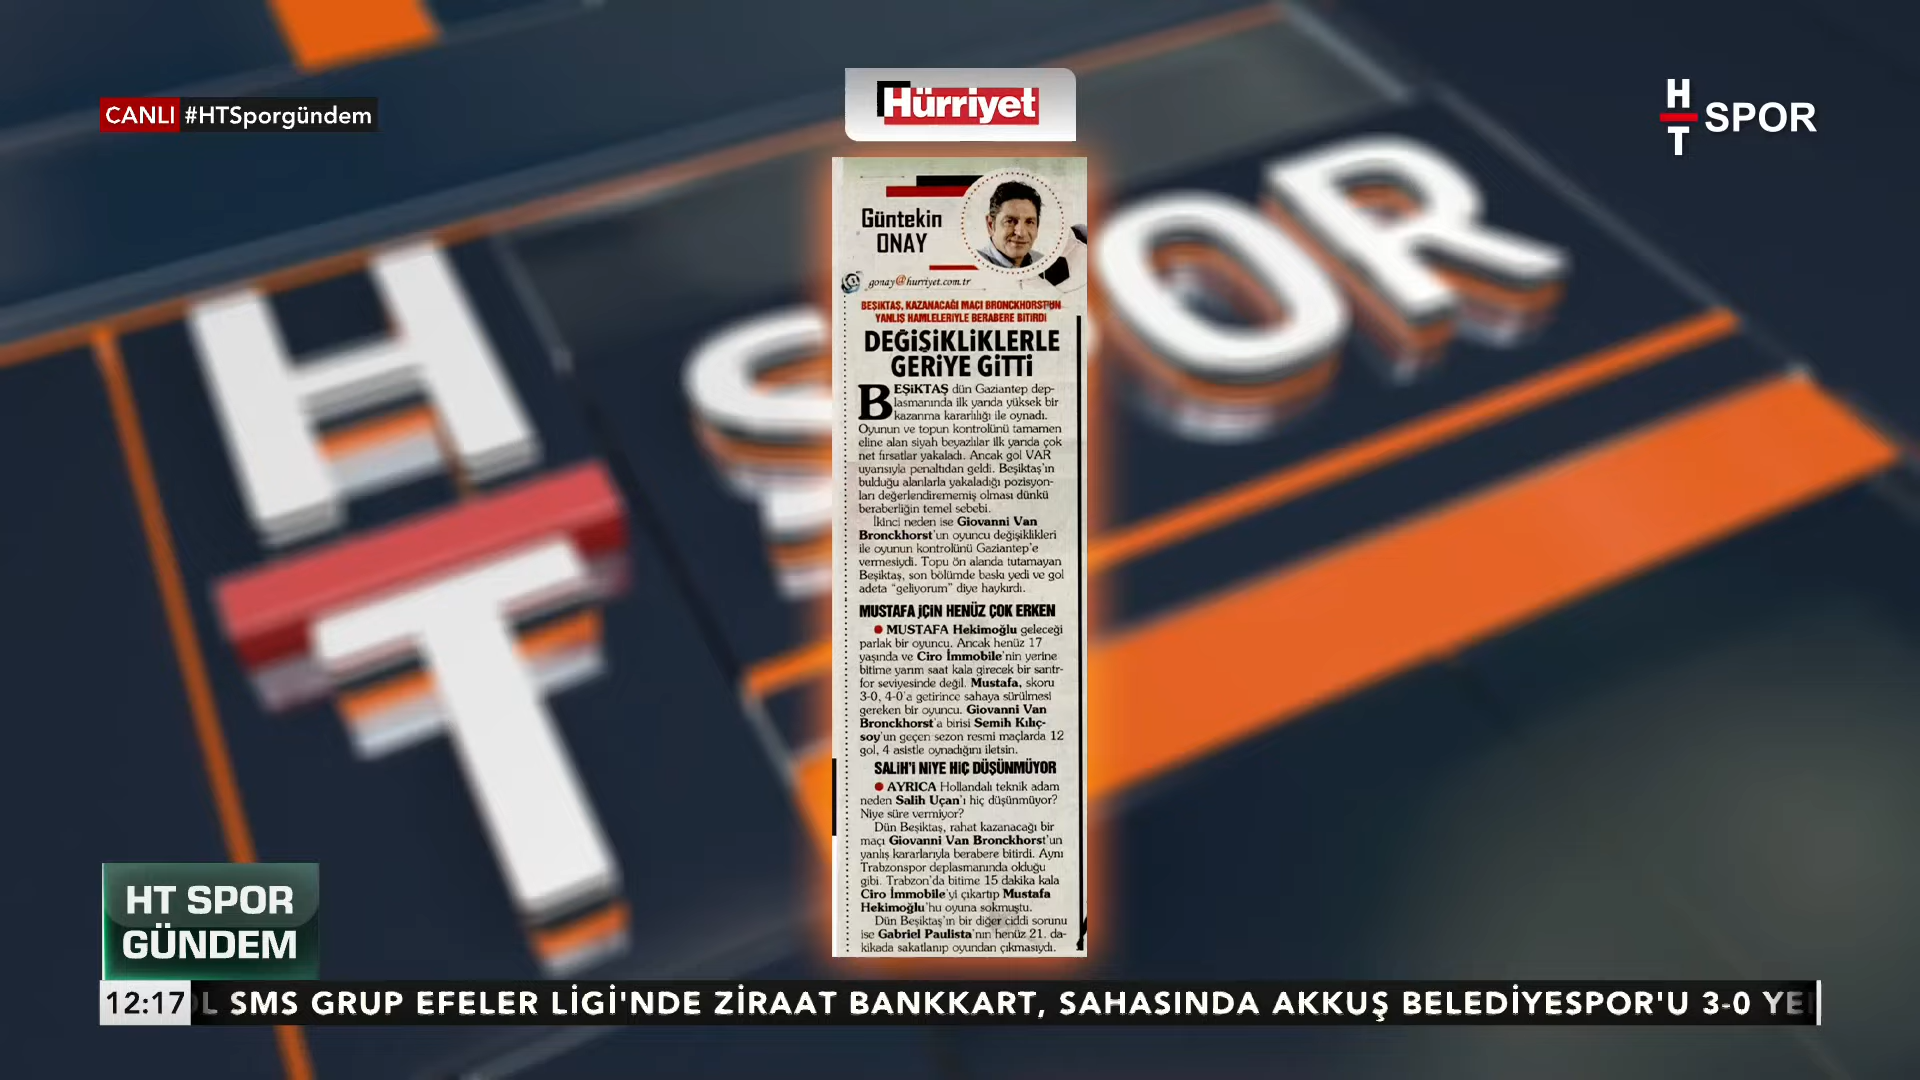 CANLI #HTSporgündem
Hürriyet
H
T SPOR
Güntekin
ONAY
gonay@hurriyet.com.tr
BEŞİKTAŞ, KAZANACAĞI MAÇI BRONCKHORST'UN
YANLIŞ HAMLELERİYLE BERABERE BİTİRDİ
DEĞİŞİKLİKLERLE
GERİYE GİTTİ
BEŞİKTAŞ dün Gaziantep dep-
lasmanında ilk yarıda yüksek bir
kazanma kararlılığı ile oynadı.
Oyunun ve topun kontrolünü tamamen
eline alan siyah beyazlılar ilk yarıda çok
net fırsatlar yakaladı. Ancak gol VAR
uyarısıyla penaltıdan geldi. Beşiktaş'ın
bulduğu alanlarla yakaladığı pozisyon-
ları değerlendirememiş olması dünkü
beraberliğin temel sebebi.
İkinci neden ise Giovanni Van
Bronckhorst'un oyuncu değişiklikleri
ile oyunun kontrolünü Gaziantep'e
vermesiydi. Topu ön alanda tutamayan
Beşiktaş, son bölümde baskı yedi ve gol
adeta "geliyorum" diye haykırdı.
MUSTAFA İÇİN HENÜZ ÇOK ERKEN
MUSTAFA Hekimoğlu geleceği
parlak bir oyuncu. Ancak henüz 17
yaşında ve Ciro İmmobile'nin yerine
bitime yarım saat kala girecek bir santr-
for seviyesinde değil. Mustafa, skoru
3-0, 4-0'a getirince sahaya sürülmesi
gereken bir oyuncu. Giovanni Van
Bronckhorst'a birisi Semih Kılıç-
soy'un geçen sezon resmi maçlarda 12
gol, 4 asistle oynadığını iletsin.
SALİH'İ NİYE HİÇ DÜŞÜNMÜYOR
AYRICA Hollandalı teknik adam
neden Salih Uçan'ı hiç düşünmüyor?
Niye süre vermiyor?
Dün Beşiktaş, rahat kazanacağı bir
maçı Giovanni Van Bronckhorst'un
yanlış kararlarıyla berabere bitirdi. Aynı
Trabzonspor deplasmanında olduğu
gibi. Trabzon'da bitime 15 dakika kala
Ciro İmmobile'yi çıkartıp Mustafa
Hekimoğlu'hu oyuna sokmuştu.
Dün Beşiktaş'ın bir diğer ciddi sorunu
ise Gabriel Paulista'nın henüz 21. da-
kikada sakatlanıp oyundan çıkmasıydı.
H SPOR
T
HT SPOR
GÜNDEM
12:17 OL SMS GRUP EFELER LİGİ'NDE ZİRAAT BANKKART, SAHASINDA AKKUŞ BELEDİYESPOR'U 3-0 YE